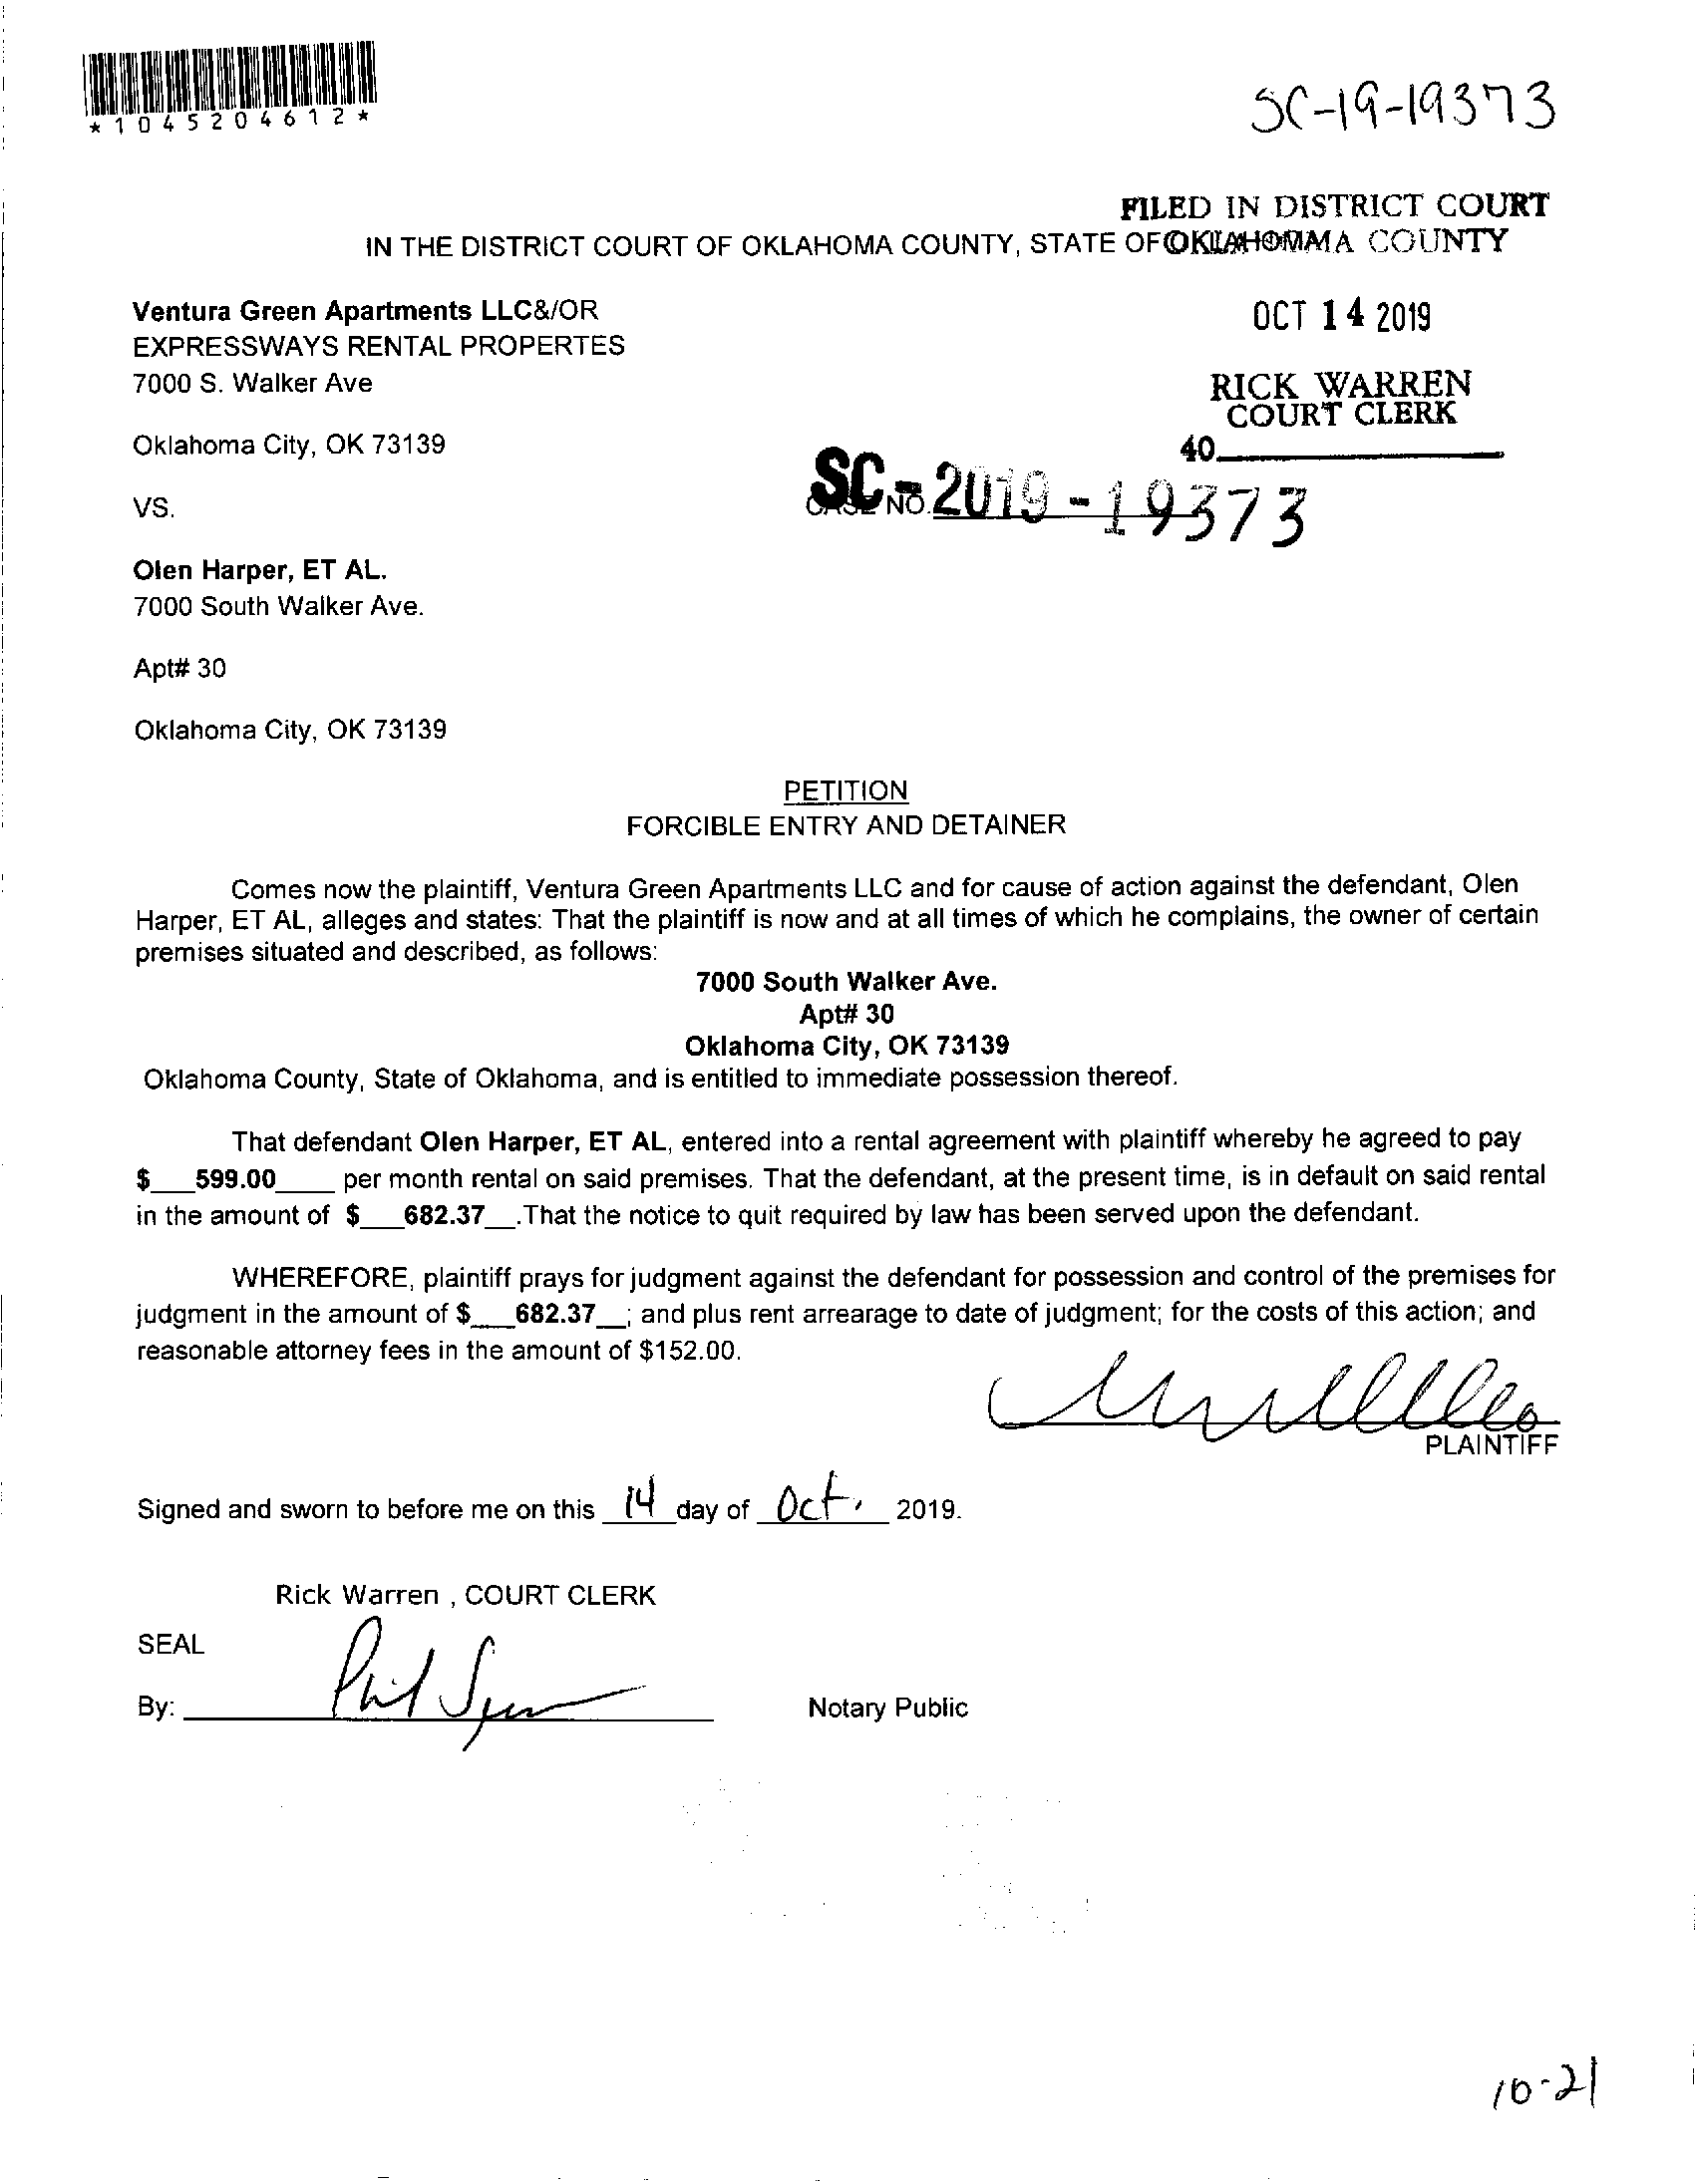 *1045204612*
SC-19-19373
FILED IN DISTRICT COURT
OKLAHOMA COUNTY
IN THE DISTRICT COURT OF OKLAHOMA COUNTY, STATE OF
Ventura Green Apartments LLC&/OR
EXPRESSWAYS RENTAL PROPERTES
7000 S. Walker Ave
Oklahoma City, OK 73139
OCT 14 2019
RICK WARREN
COURT CLERK
40
VS.
CASE NO. SC-2019-19373
Olen Harper, ET AL.
7000 South Walker Ave.
Apt# 30
Oklahoma City, OK 73139
PETITION
FORCIBLE ENTRY AND DETAINER
Comes now the plaintiff, Ventura Green Apartments LLC and for cause of action against the defendant, Olen
Harper, ET AL, alleges and states: That the plaintiff is now and at all times of which he complains, the owner of certain
premises situated and described, as follows:
7000 South Walker Ave.
Apt# 30
Oklahoma City, OK 73139
Oklahoma County, State of Oklahoma, and is entitled to immediate possession thereof.
That defendant Olen Harper, ET AL, entered into a rental agreement with plaintiff whereby he agreed to pay
$___599.00____ per month rental on said premises. That the defendant, at the present time, is in default on said rental
in the amount of $___682.37__.That the notice to quit required by law has been served upon the defendant.
WHEREFORE, plaintiff prays for judgment against the defendant for possession and control of the premises for
judgment in the amount of $___682.37__; and plus rent arrearage to date of judgment; for the costs of this action; and
reasonable attorney fees in the amount of $152.00.
PLAINTIFF
Signed and sworn to before me on this 14 day of Oct. 2019.
Rick Warren , COURT CLERK
SEAL
By:
Notary Public
10-21